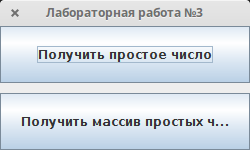 Лабораторная работа №3
Получить простое число
Получить массив простых ч...